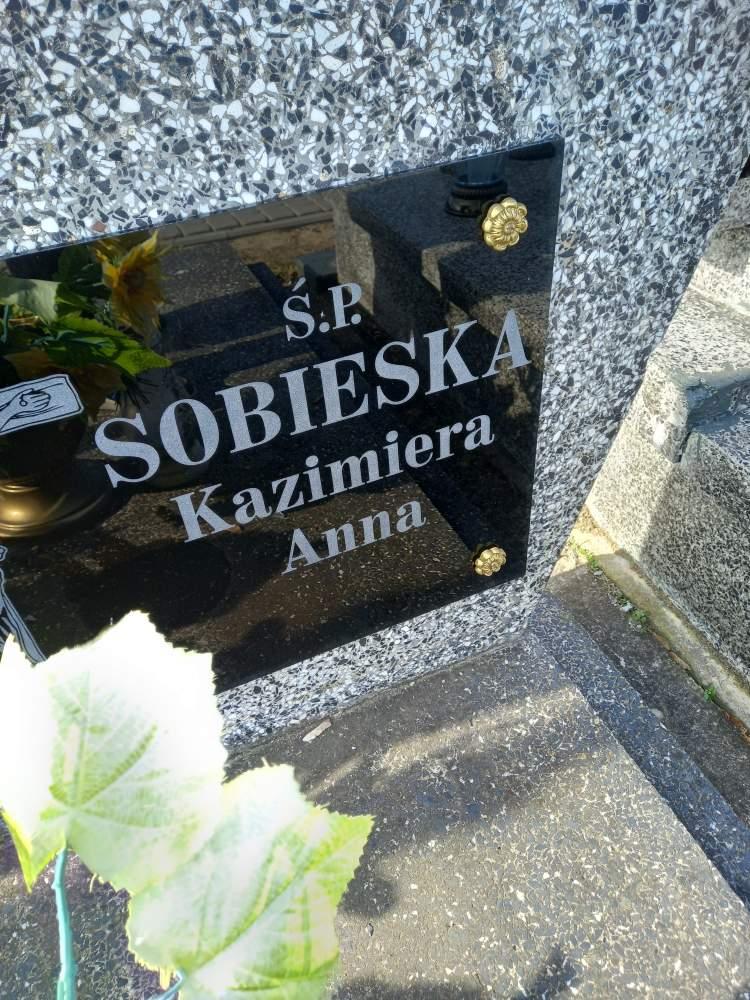 Ś.P.
SOBIESKA
Kazimiera
Anna